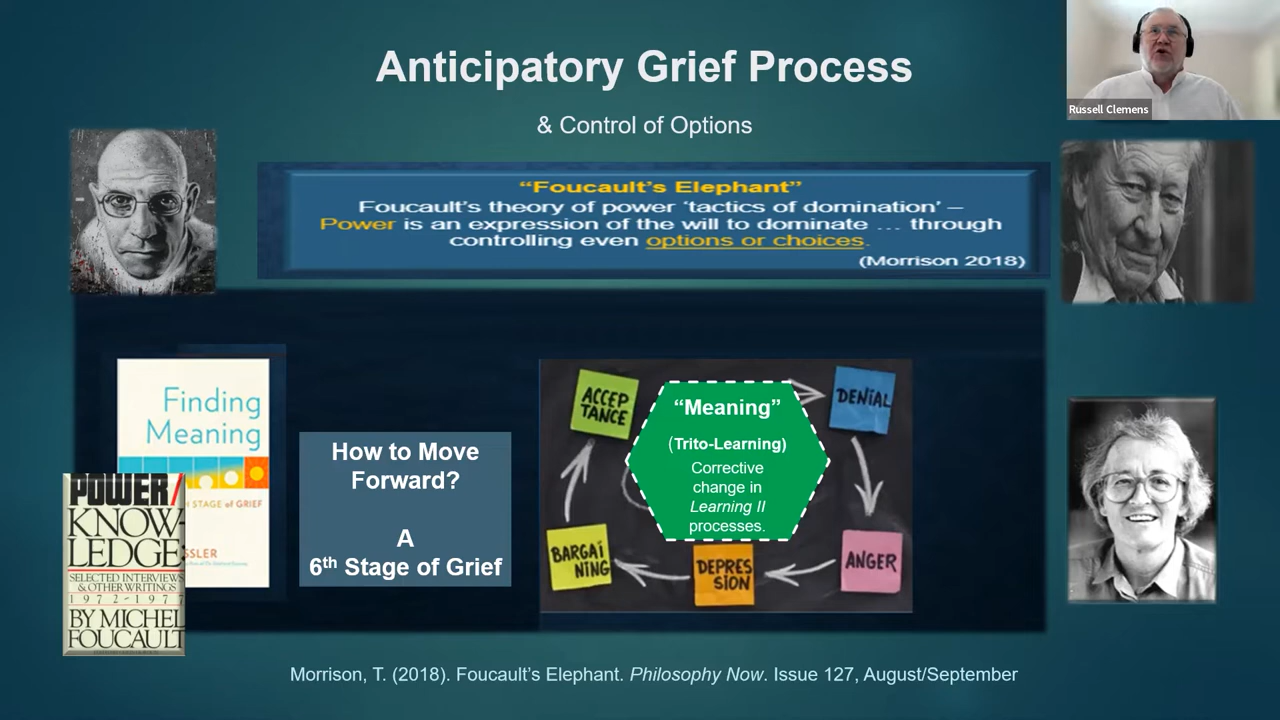 Anticipatory Grief Process
& Control of Options
Russell Clemens
“Foucault’s Elephant”
Foucault’s theory of power ‘tactics of domination’ –
Power is an expression of the will to dominate … through
controlling even options or choices.
(Morrison 2018)
Finding
Meaning
STAGE of GRIEF
SSLER
POWER/
KNOW-
LEDGE
SELECTED INTERVIEWS
& OTHER WRITINGS
1972-1977
BY MICHEL
FOUCAULT
How to Move
Forward?
A
6th Stage of Grief
ACCEP
TANCE
DENiAL
“Meaning”
(Trito-Learning)
Corrective
change in
Learning II
processes.
BARGAi
NING
DEPRES
SION
ANGER
Morrison, T. (2018). Foucault’s Elephant. Philosophy Now. Issue 127, August/September